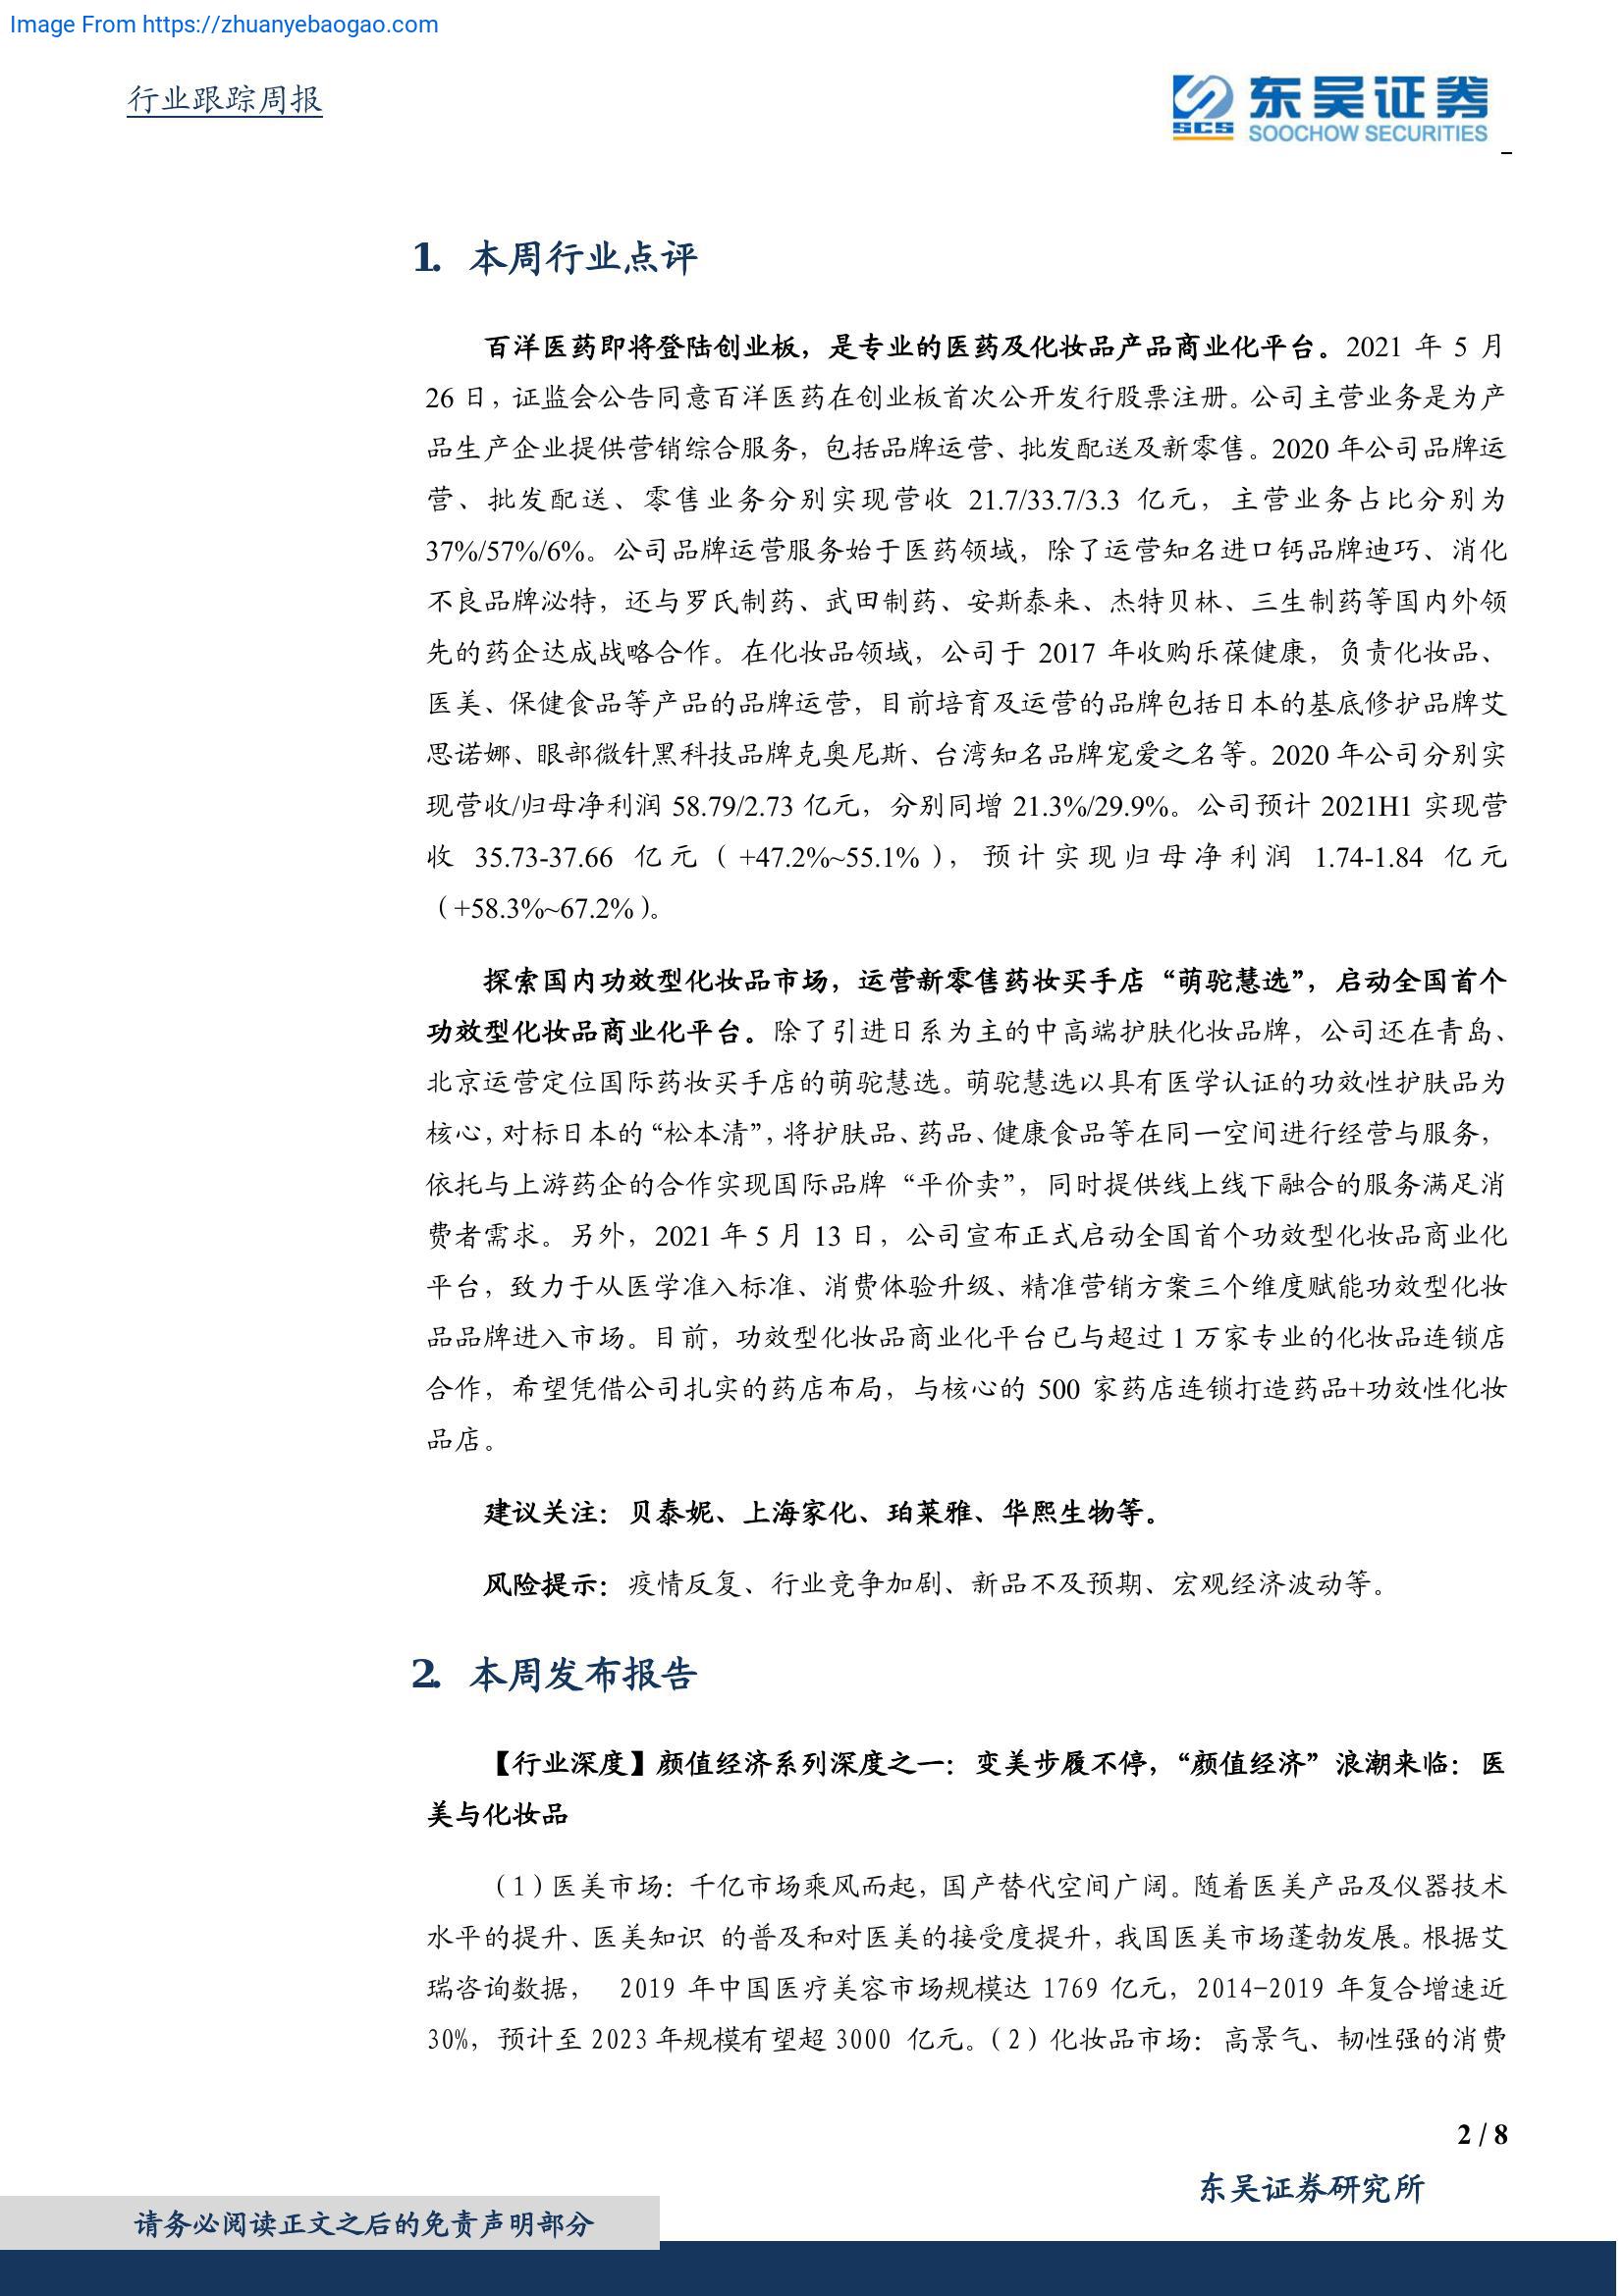 Image From https://zhuanyebaogao.com
行业跟踪周报
SCS 东吴证券
SOOCHOW SECURITIES
1. 本周行业点评
百洋医药即将登陆创业板，是专业的医药及化妆品产品商业化平台。2021 年 5 月
26 日，证监会公告同意百洋医药在创业板首次公开发行股票注册。公司主营业务是为产
品生产企业提供营销综合服务，包括品牌运营、批发配送及新零售。2020 年公司品牌运
营、批发配送、零售业务分别实现营收 21.7/33.7/3.3 亿元，主营业务占比分别为
37%/57%/6%。公司品牌运营服务始于医药领域，除了运营知名进口钙品牌迪巧、消化
不良品牌泌特，还与罗氏制药、武田制药、安斯泰来、杰特贝林、三生制药等国内外领
先的药企达成战略合作。在化妆品领域，公司于 2017 年收购乐葆健康，负责化妆品、
医美、保健食品等产品的品牌运营，目前培育及运营的品牌包括日本的基底修护品牌艾
思诺娜、眼部微针黑科技品牌克奥尼斯、台湾知名品牌宠爱之名等。2020 年公司分别实
现营收/归母净利润 58.79/2.73 亿元，分别同增 21.3%/29.9%。公司预计 2021H1 实现营
收 35.73-37.66 亿元（+47.2%~55.1%），预计实现归母净利润 1.74-1.84 亿元
（+58.3%~67.2%）。
探索国内功效型化妆品市场，运营新零售药妆买手店“萌驼慧选”，启动全国首个
功效型化妆品商业化平台。除了引进日系为主的中高端护肤化妆品牌，公司还在青岛、
北京运营定位国际药妆买手店的萌驼慧选。萌驼慧选以具有医学认证的功效性护肤品为
核心，对标日本的“松本清”，将护肤品、药品、健康食品等在同一空间进行经营与服务，
依托与上游药企的合作实现国际品牌“平价卖”，同时提供线上线下融合的服务满足消
费者需求。另外，2021 年 5 月 13 日，公司宣布正式启动全国首个功效型化妆品商业化
平台，致力于从医学准入标准、消费体验升级、精准营销方案三个维度赋能功效型化妆
品品牌进入市场。目前，功效型化妆品商业化平台已与超过 1 万家专业的化妆品连锁店
合作，希望凭借公司扎实的药店布局，与核心的 500 家药店连锁打造药品+功效性化妆
品店。
建议关注：贝泰妮、上海家化、珀莱雅、华熙生物等。
风险提示：疫情反复、行业竞争加剧、新品不及预期、宏观经济波动等。
2. 本周发布报告
【行业深度】颜值经济系列深度之一：变美步履不停，“颜值经济”浪潮来临：医
美与化妆品
（1）医美市场：千亿市场乘风而起，国产替代空间广阔。随着医美产品及仪器技术
水平的提升、医美知识 的普及和对医美的接受度提升，我国医美市场蓬勃发展。根据艾
瑞咨询数据， 2019 年中国医疗美容市场规模达 1769 亿元，2014-2019 年复合增速近
30%，预计至 2023 年规模有望超 3000 亿元。（2）化妆品市场：高景气、韧性强的消费
2 / 8
东吴证券研究所
请务必阅读正文之后的免责声明部分